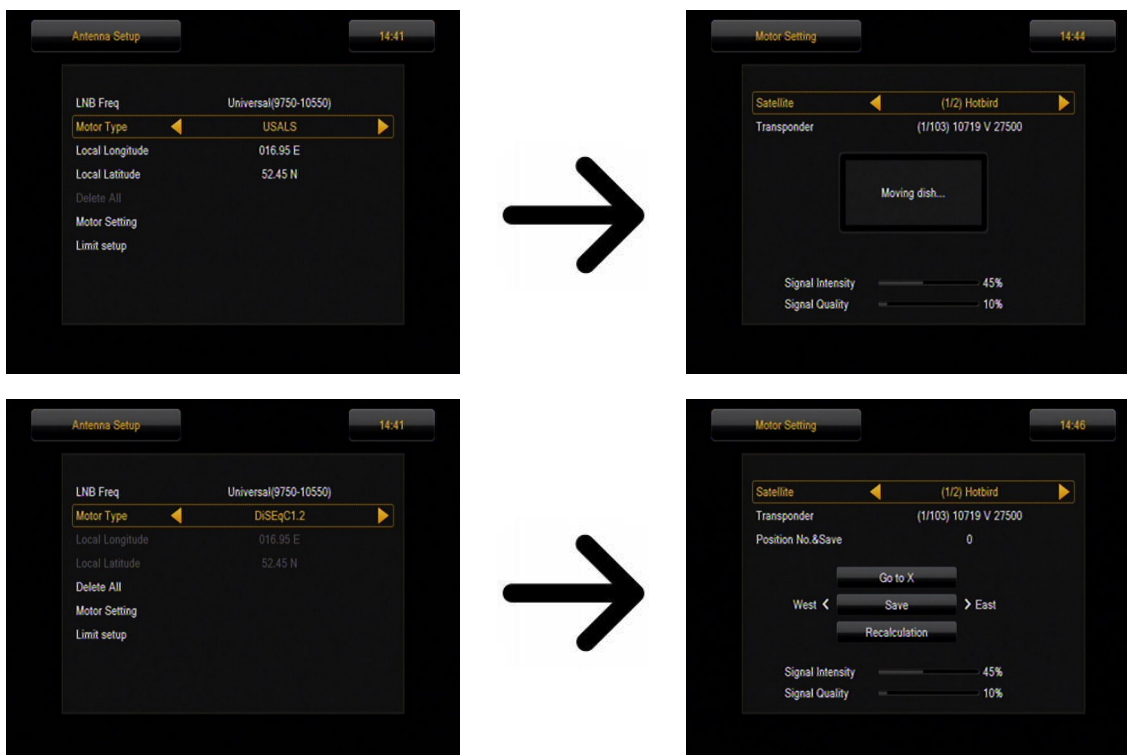 Antenna Setup 14:41
LNB Freq Universal(9750-10550)
Motor Type USALS
Local Longitude 016.95 E
Local Latitude 52.45 N
Delete All
Motor Setting
Limit setup
Motor Setting 14:44
Satellite (1/2) Hotbird
Transponder (1/103) 10719 V 27500
Moving dish...
Signal Intensity 45%
Signal Quality 10%
Antenna Setup 14:41
LNB Freq Universal(9750-10550)
Motor Type DiSEqC1.2
Local Longitude 016.95 E
Local Latitude 52.45 N
Delete All
Motor Setting
Limit setup
Motor Setting 14:46
Satellite (1/2) Hotbird
Transponder (1/103) 10719 V 27500
Position No.&Save 0
Go to X
West < Save > East
Recalculation
Signal Intensity 45%
Signal Quality 10%